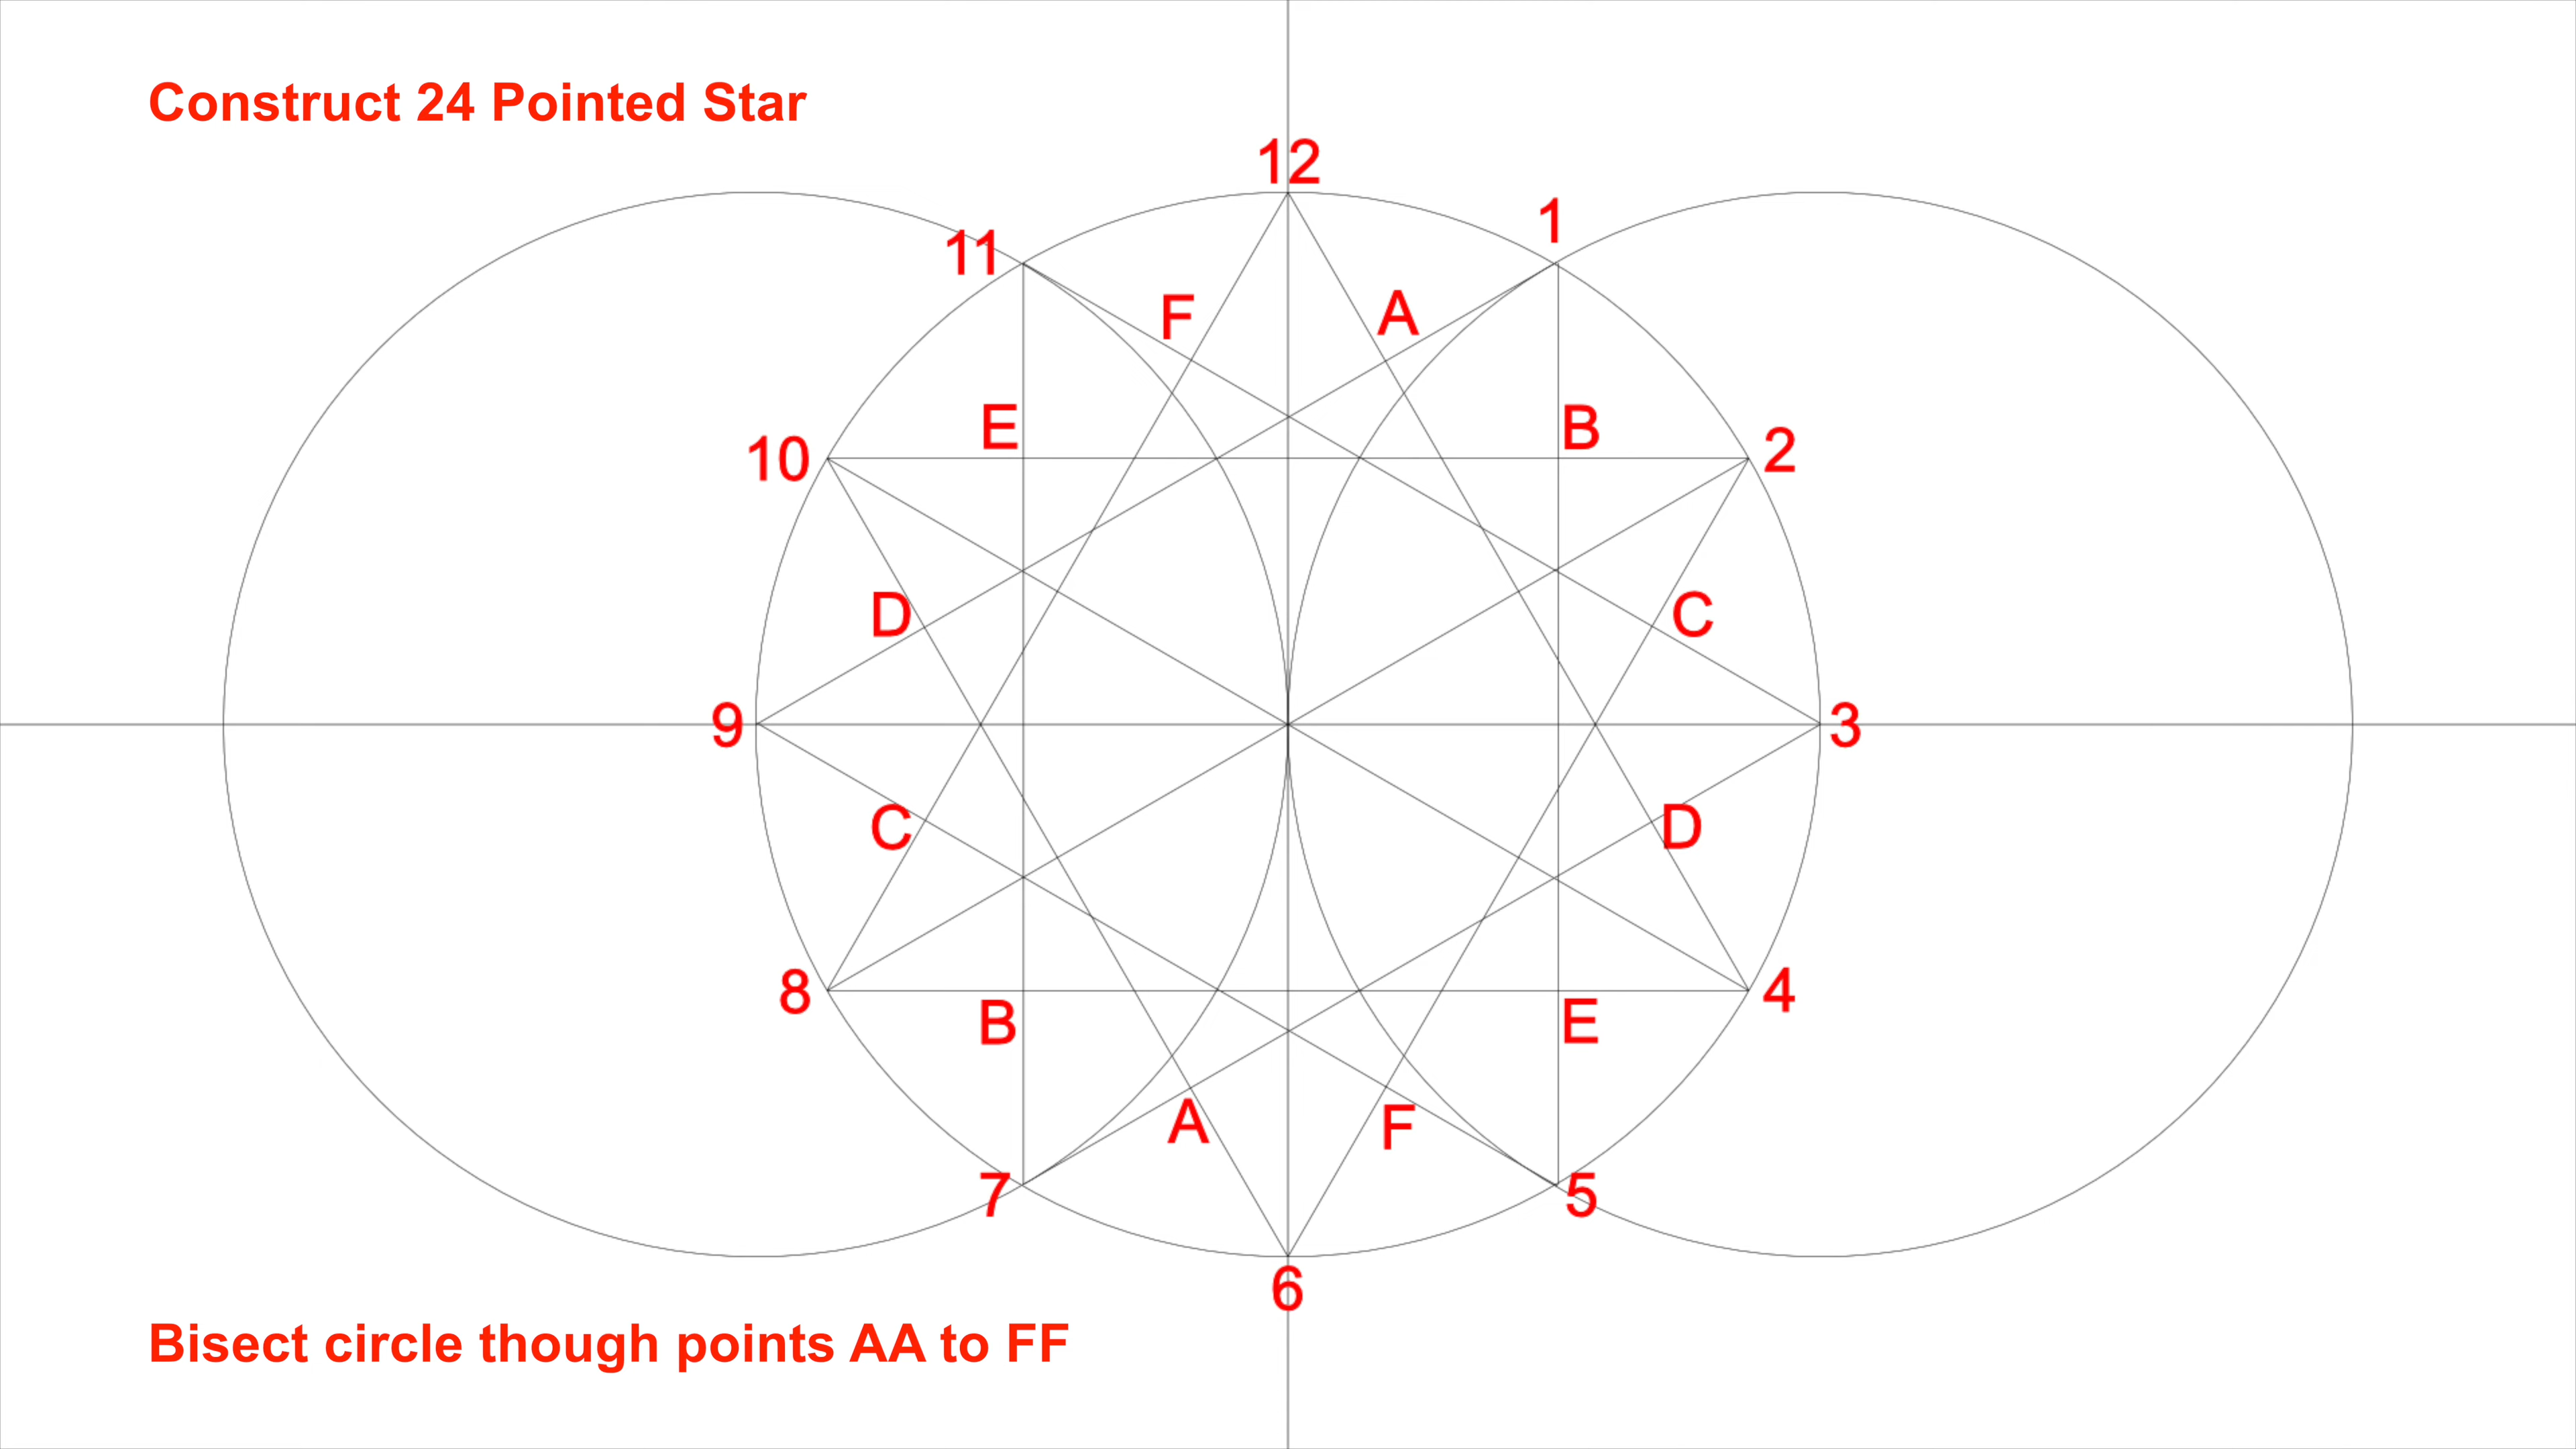 Construct 24 Pointed Star
12
1
11
F
A
E
B
10
2
D
C
9
3
C
D
8
4
B
E
A
F
7
5
6
Bisect circle though points AA to FF